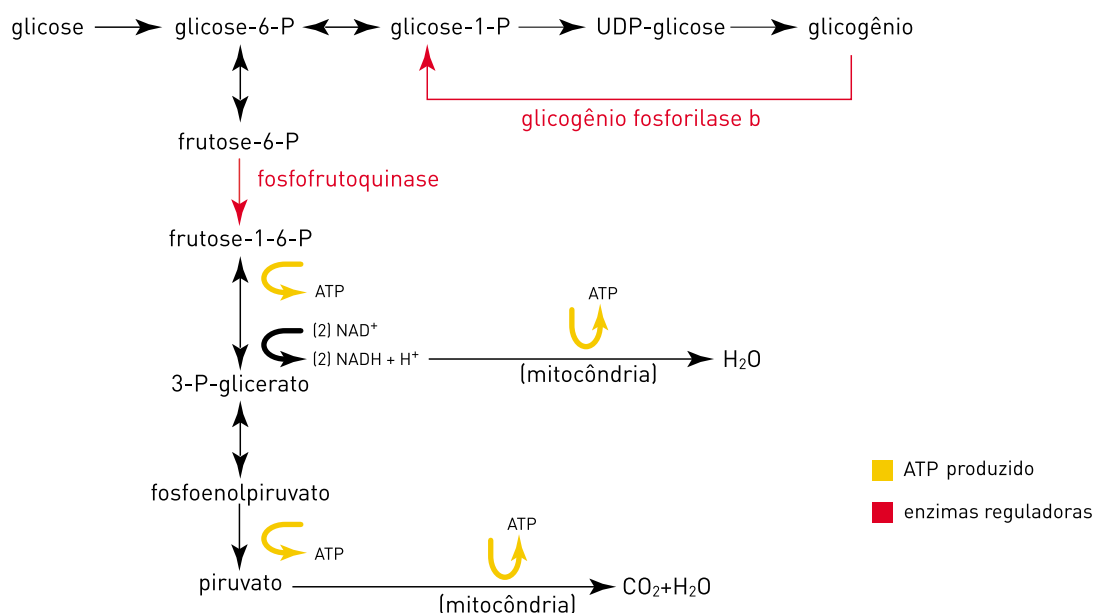 glicose glicose-6-P glicose-1-P UDP-glicose glicogênio
glicogênio fosforilase b
frutose-6-P
fosfofrutoquinase
frutose-1-6-P
ATP
ATP
(2) NAD⁺
(2) NADH + H⁺
H₂O
(mitocôndria)
3-P-glicerato
ATP produzido
fosfoenolpiruvato
enzimas reguladoras
ATP
ATP
piruvato
CO₂+H₂O
(mitocôndria)